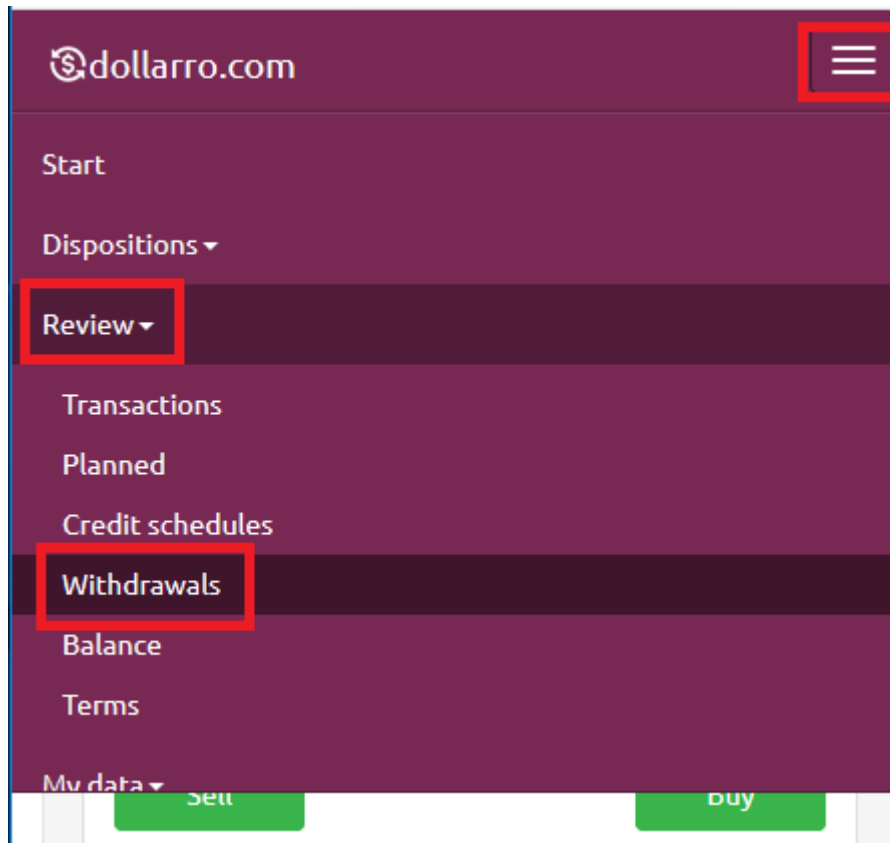 dollarro.com
Start
Dispositions
Review
Transactions
Planned
Credit schedules
Withdrawals
Balance
Terms
My data
Sell Buy